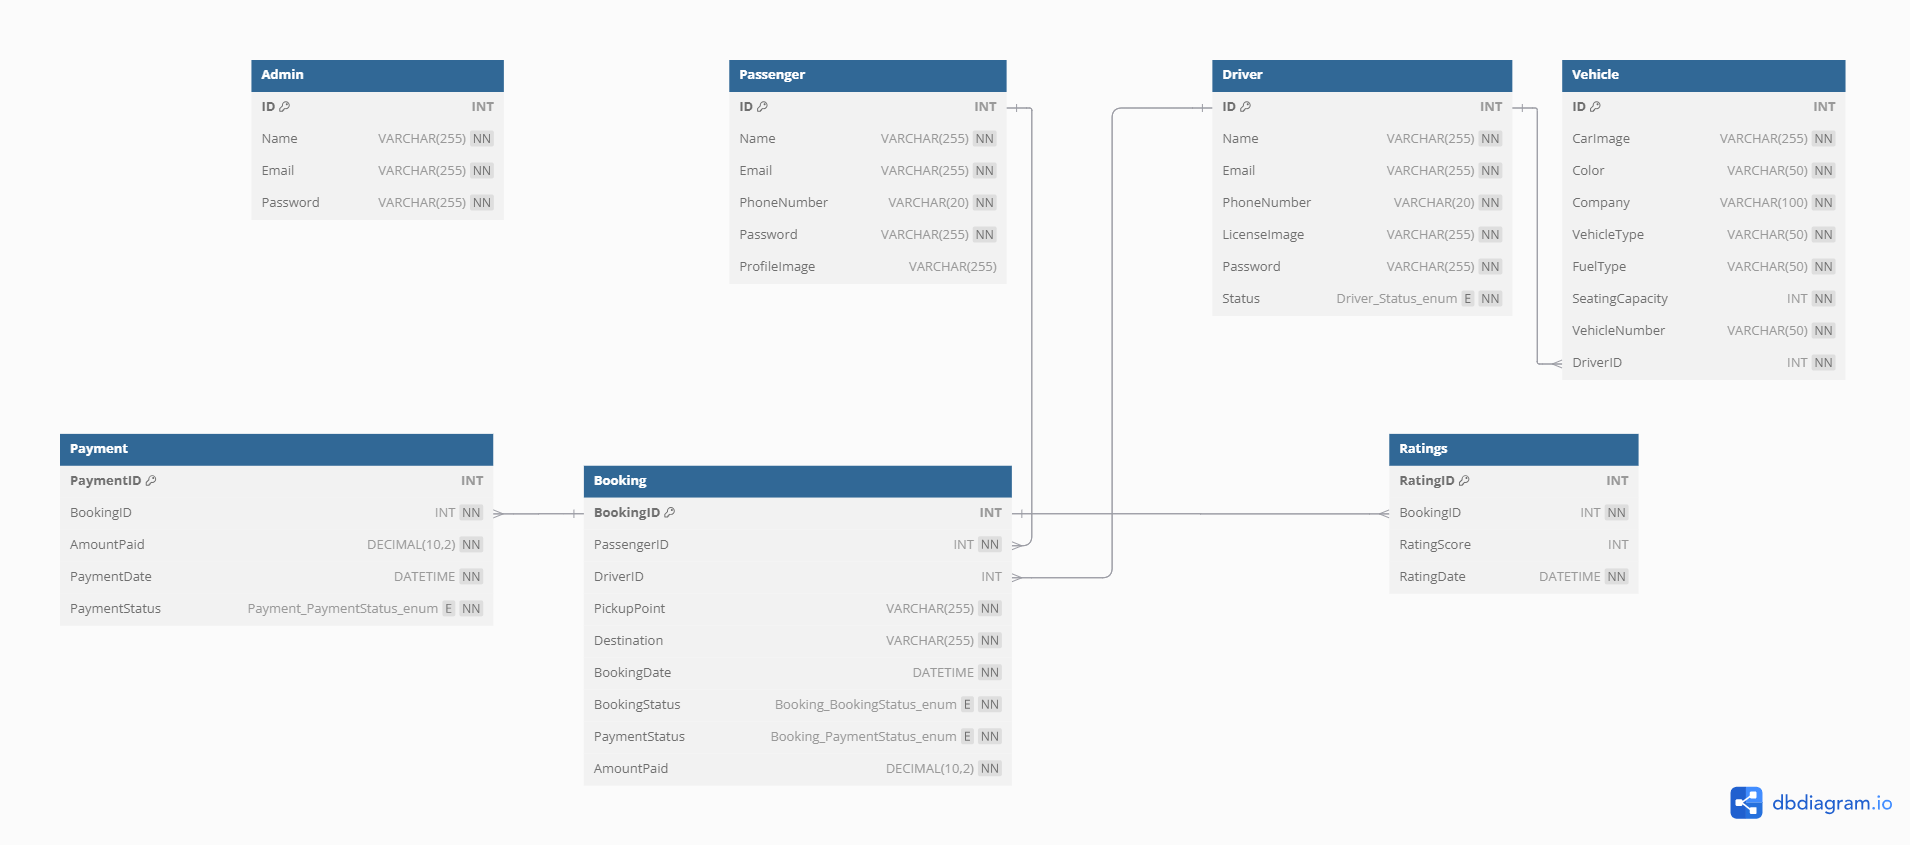 Admin
ID INT
Name VARCHAR(255) NN
Email VARCHAR(255) NN
Password VARCHAR(255) NN
Passenger
ID INT
Name VARCHAR(255) NN
Email VARCHAR(255) NN
PhoneNumber VARCHAR(20) NN
Password VARCHAR(255) NN
ProfileImage VARCHAR(255)
Driver
ID INT
Name VARCHAR(255) NN
Email VARCHAR(255) NN
PhoneNumber VARCHAR(20) NN
LicenseImage VARCHAR(255) NN
Password VARCHAR(255) NN
Status Driver_Status_enum E NN
Vehicle
ID INT
CarImage VARCHAR(255) NN
Color VARCHAR(50) NN
Company VARCHAR(100) NN
VehicleType VARCHAR(50) NN
FuelType VARCHAR(50) NN
SeatingCapacity INT NN
VehicleNumber VARCHAR(50) NN
DriverID INT NN
Payment
PaymentID INT
BookingID INT NN
AmountPaid DECIMAL(10,2) NN
PaymentDate DATETIME NN
PaymentStatus Payment_PaymentStatus_enum E NN
Booking
BookingID INT
PassengerID INT NN
DriverID INT
PickupPoint VARCHAR(255) NN
Destination VARCHAR(255) NN
BookingDate DATETIME NN
BookingStatus Booking_BookingStatus_enum E NN
PaymentStatus Booking_PaymentStatus_enum E NN
AmountPaid DECIMAL(10,2) NN
Ratings
RatingID INT
BookingID INT NN
RatingScore INT
RatingDate DATETIME NN
dbdiagram.io